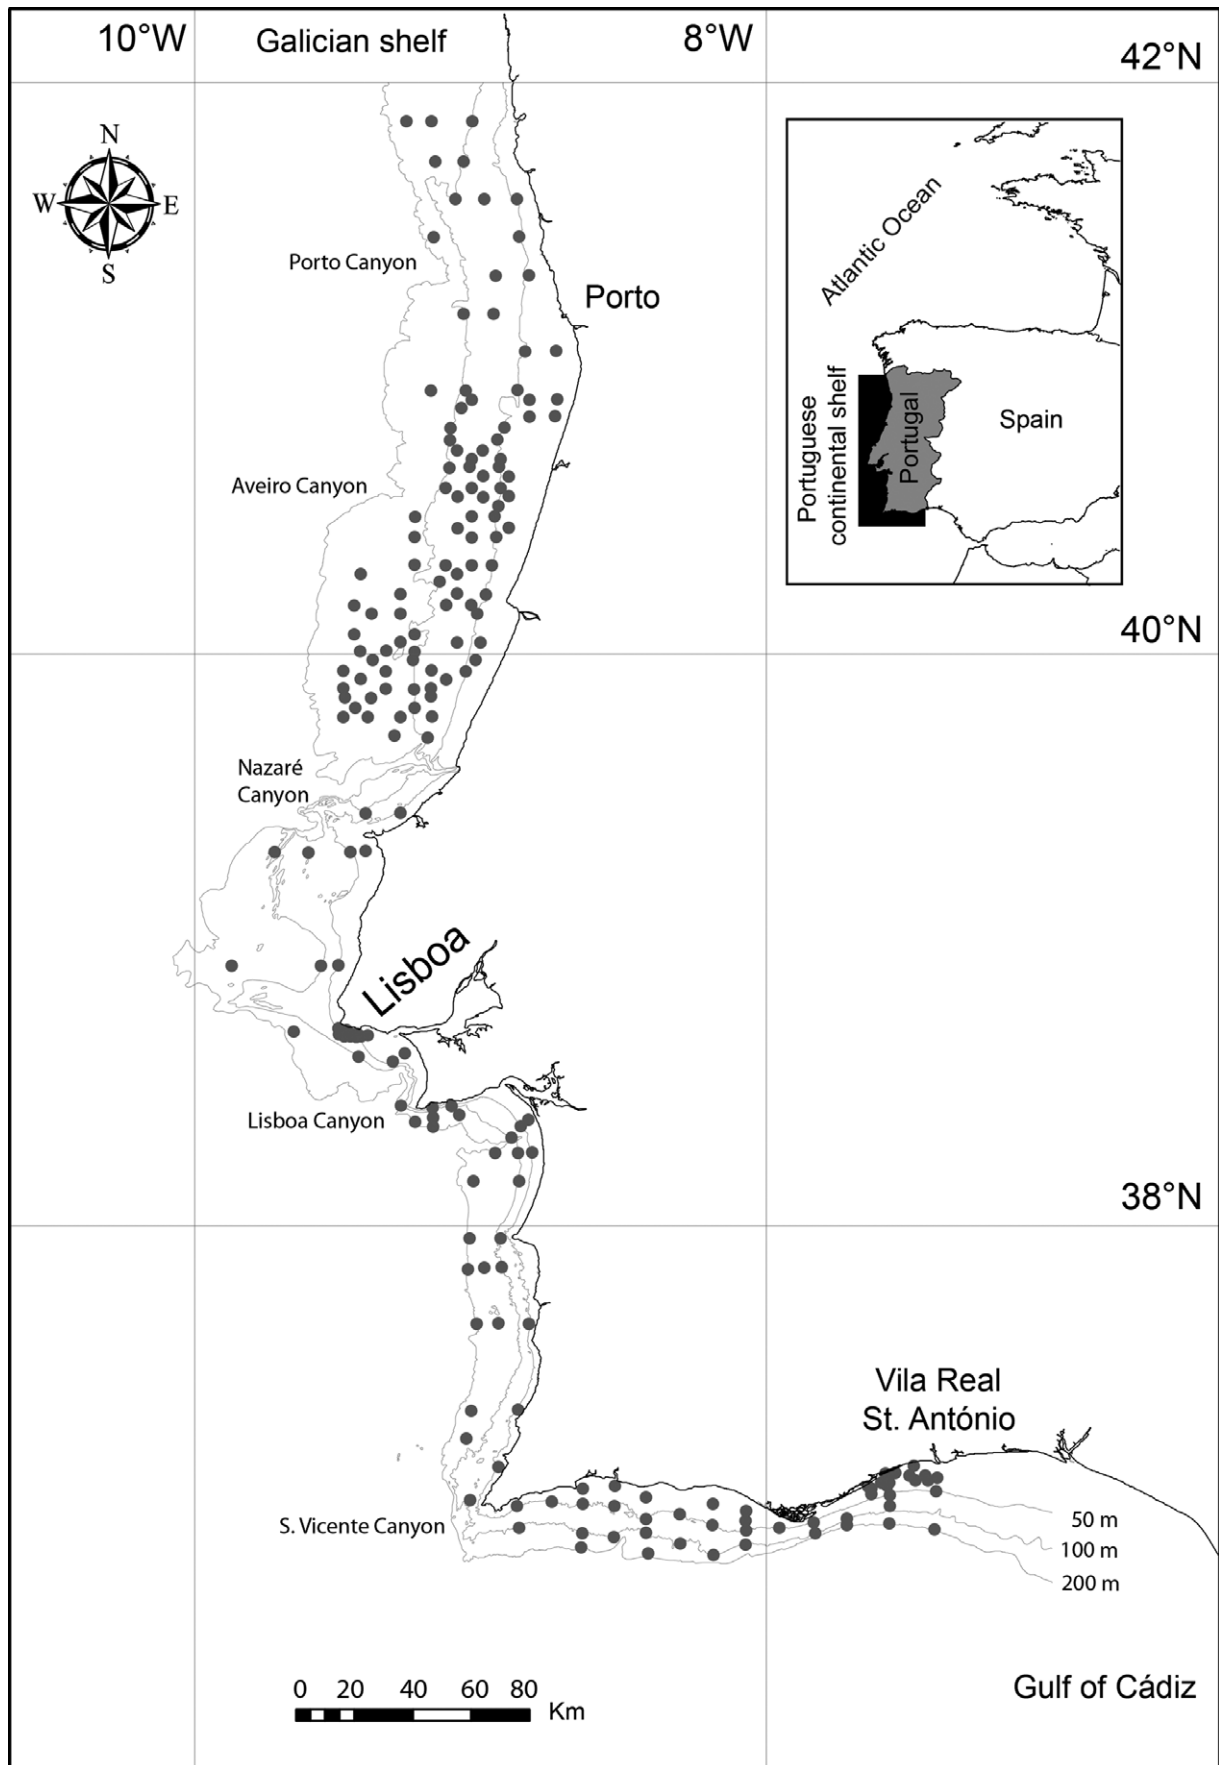 10°W
Galician shelf
8°W
42°N
N
W
E
S
Porto Canyon
Porto
Atlantic Ocean
Portuguese
continental shelf
Portugal
Spain
Aveiro Canyon
40°N
Nazaré
Canyon
Lisboa
Lisboa Canyon
38°N
Vila Real
St. António
S. Vicente Canyon
50 m
100 m
200 m
0 20 40 60 80
Km
Gulf of Cádiz